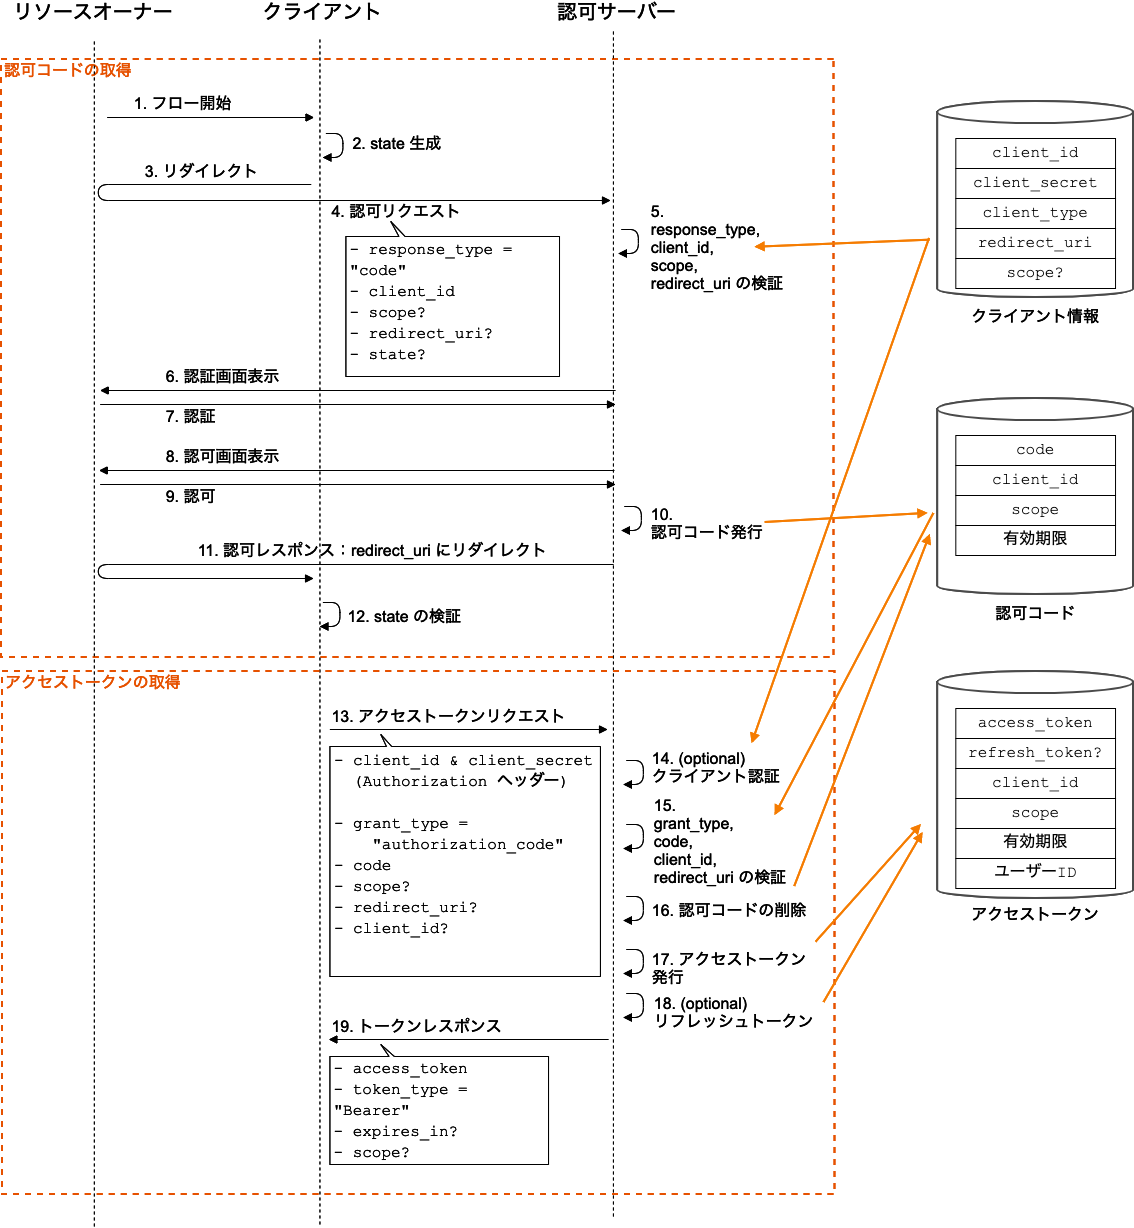 リソースオーナー
クライアント
認可サーバー
認可コードの取得
1. フロー開始
2. state 生成
3. リダイレクト
4. 認可リクエスト
- response_type =
"code"
- client_id
- scope?
- redirect_uri?
- state?
5.
response_type,
client_id,
scope,
redirect_uri の検証
6. 認証画面表示
7. 認証
8. 認可画面表示
9. 認可
10.
認可コード発行
11. 認可レスポンス：redirect_uri にリダイレクト
12. state の検証
アクセストークンの取得
13. アクセストークンリクエスト
- client_id & client_secret
(Authorization ヘッダー)
- grant_type =
"authorization_code"
- code
- scope?
- redirect_uri?
- client_id?
14. (optional)
クライアント認証
15.
grant_type,
code,
client_id,
redirect_uri の検証
16. 認可コードの削除
17. アクセストークン
発行
18. (optional)
リフレッシュトークン
19. トークンレスポンス
- access_token
- token_type =
"Bearer"
- expires_in?
- scope?
client_id
client_secret
client_type
redirect_uri
scope?
クライアント情報
code
client_id
scope
有効期限
認可コード
access_token
refresh_token?
client_id
scope
有効期限
ユーザーID
アクセストークン